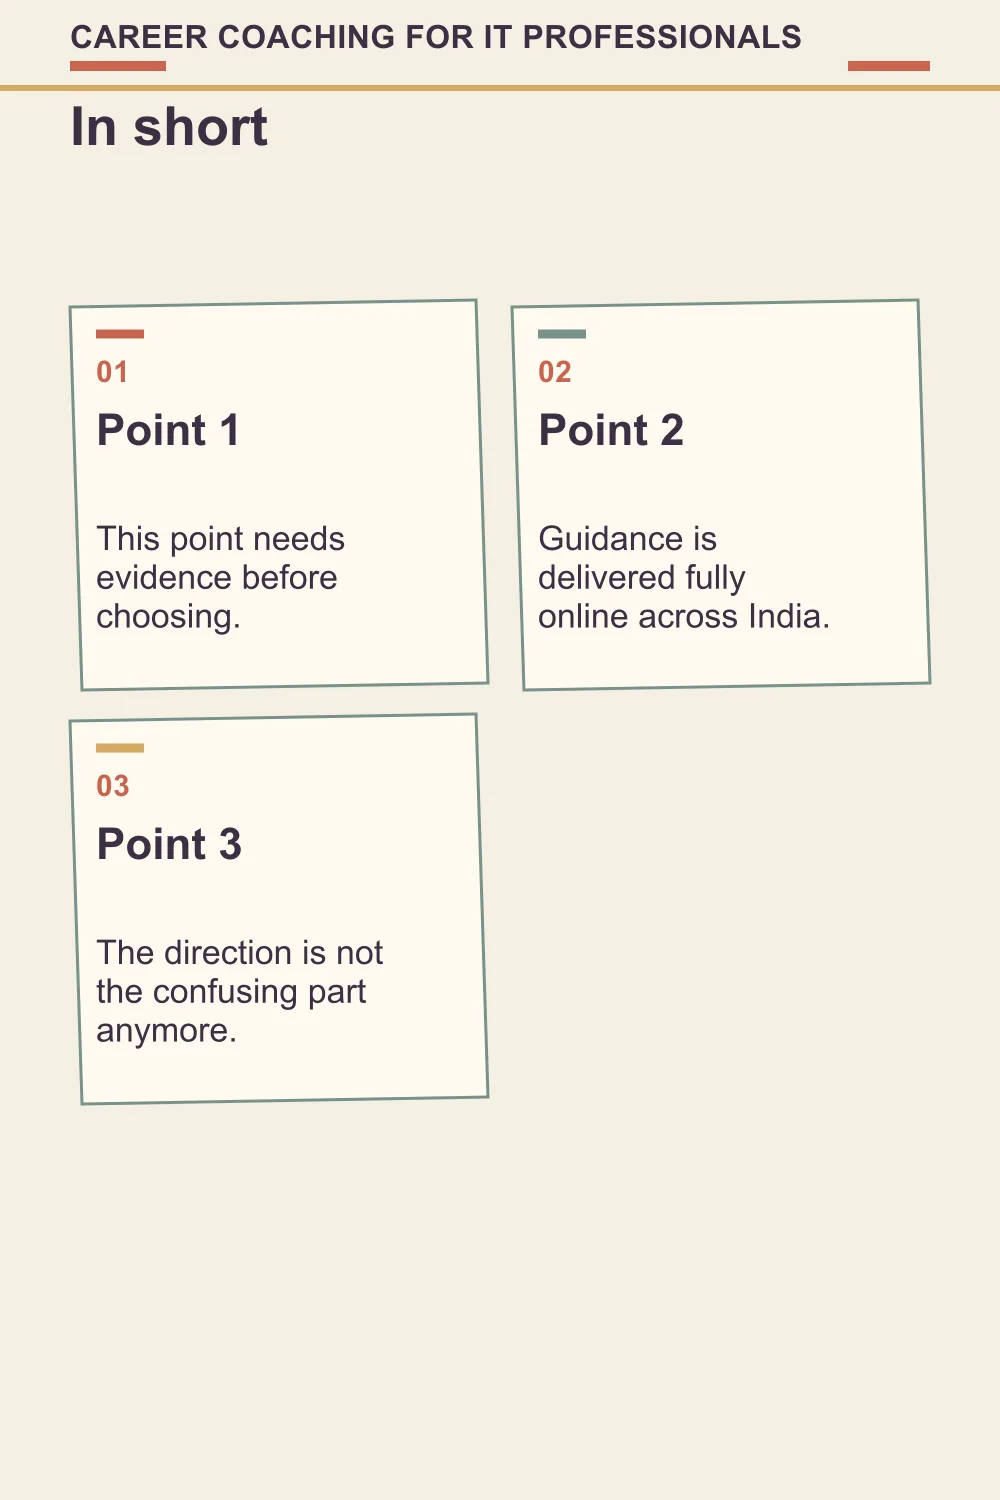 CAREER COACHING FOR IT PROFESSIONALS
In short
01
Point 1
This point needs
evidence before
choosing.
02
Point 2
Guidance is
delivered fully
online across India.
03
Point 3
The direction is not
the confusing part
anymore.